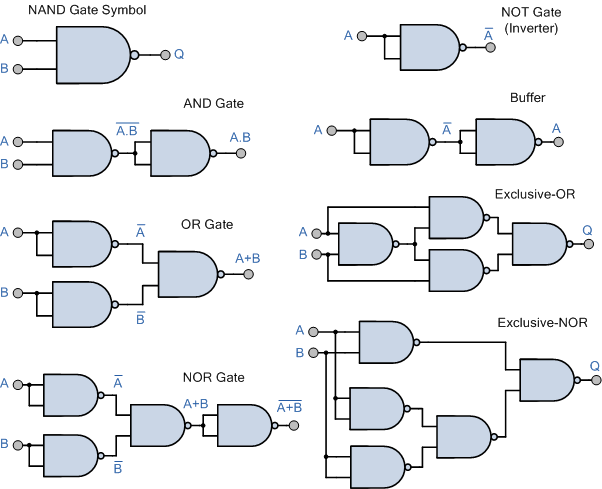 NAND Gate Symbol
A
B
Q
NOT Gate
(Inverter)
A
A̅
AND Gate
A
B
A̅.̅B̅
A.B
Buffer
A
A̅
A
OR Gate
A
A̅
B
B̅
A+B
Exclusive-OR
A
B
Q
NOR Gate
A
A̅
B
B̅
A+B
A̅+̅B̅
Exclusive-NOR
A
B
Q